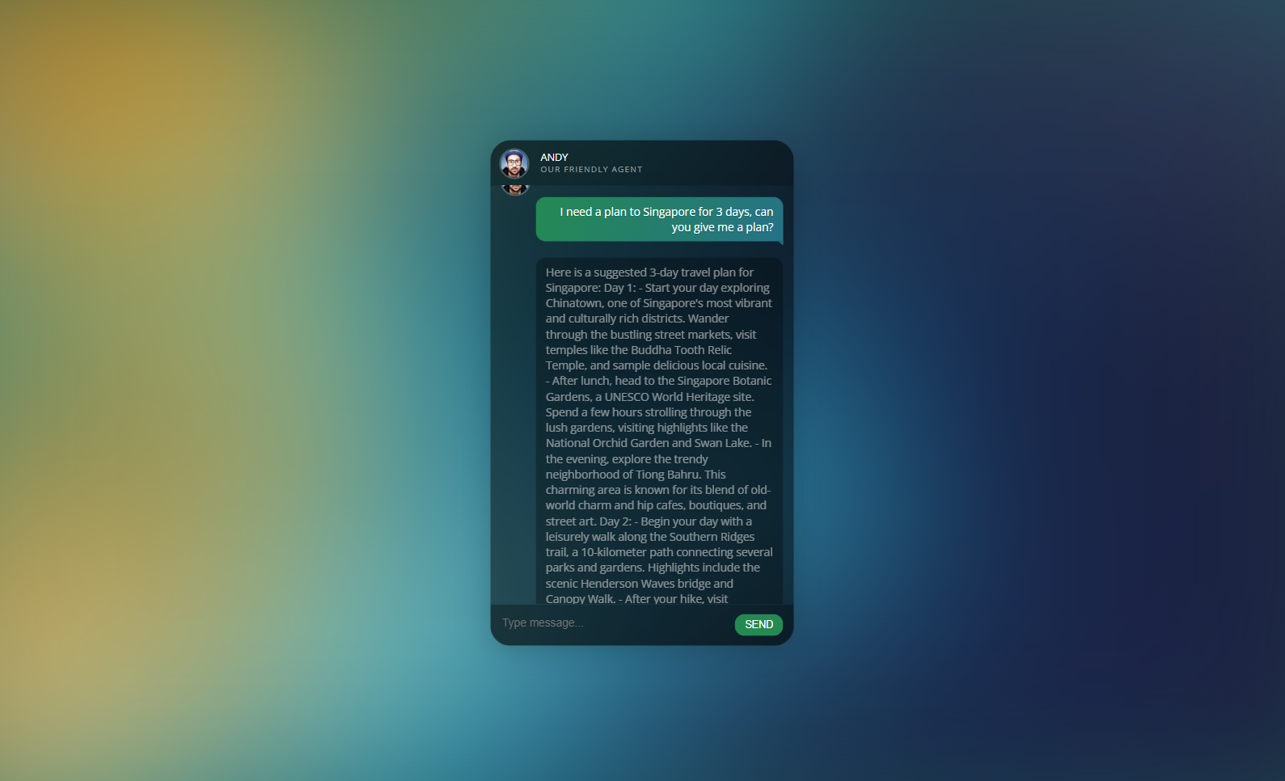 ANDY
OUR FRIENDLY AGENT
I need a plan to Singapore for 3 days, can
you give me a plan?
Here is a suggested 3-day travel plan for
Singapore: Day 1: - Start your day exploring
Chinatown, one of Singapore's most vibrant
and culturally rich districts. Wander
through the bustling street markets, visit
temples like the Buddha Tooth Relic
Temple, and sample delicious local cuisine.
- After lunch, head to the Singapore Botanic
Gardens, a UNESCO World Heritage site.
Spend a few hours strolling through the
lush gardens, visiting highlights like the
National Orchid Garden and Swan Lake. - In
the evening, explore the trendy
neighborhood of Tiong Bahru. This
charming area is known for its blend of old-
world charm and hip cafes, boutiques, and
street art. Day 2: - Begin your day with a
leisurely walk along the Southern Ridges
trail, a 10-kilometer path connecting several
parks and gardens. Highlights include the
scenic Henderson Waves bridge and
Canopy Walk. - After your hike, visit
Type message...
SEND